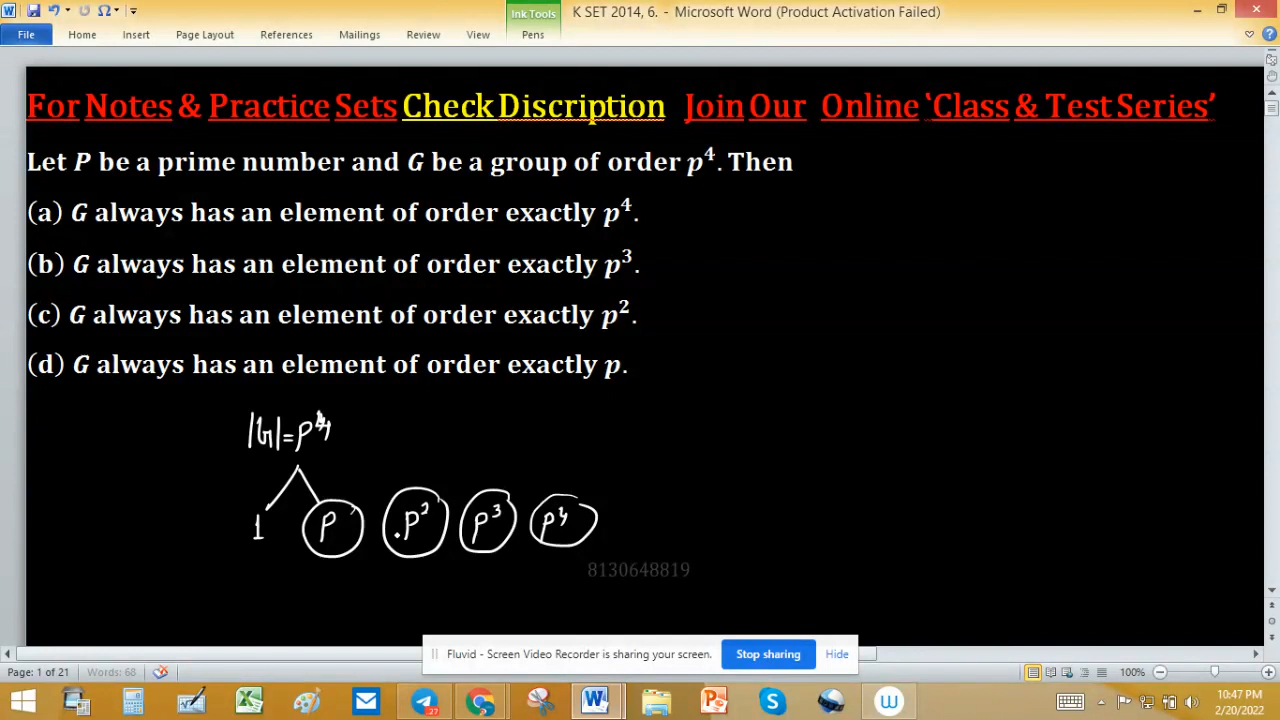 Ink Tools
K SET 2014, 6. - Microsoft Word (Product Activation Failed)
File Home Insert Page Layout References Mailings Review View Pens
For Notes & Practice Sets Check Discription Join Our Online 'Class & Test Series'
Let P be a prime number and G be a group of order p⁴. Then
(a) G always has an element of order exactly p⁴.
(b) G always has an element of order exactly p³.
(c) G always has an element of order exactly p².
(d) G always has an element of order exactly p.
|G|=p⁴
1 p p² p³ p⁴
8130648819
Fluvid - Screen Video Recorder is sharing your screen. Stop sharing Hide
Page: 1 of 21 Words: 68 100%
27
10:47 PM
2/20/2022